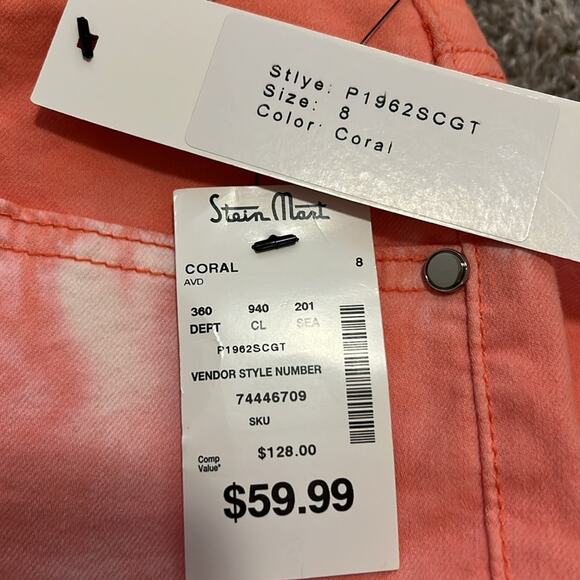 Stlye: P1962SCGT
Size: 8
Color: Coral
Stein Mart
CORAL 8
AVD
360 940 201
DEPT CL SEA
P1962SCGT
VENDOR STYLE NUMBER
74446709
SKU
Comp Value* $128.00
$59.99